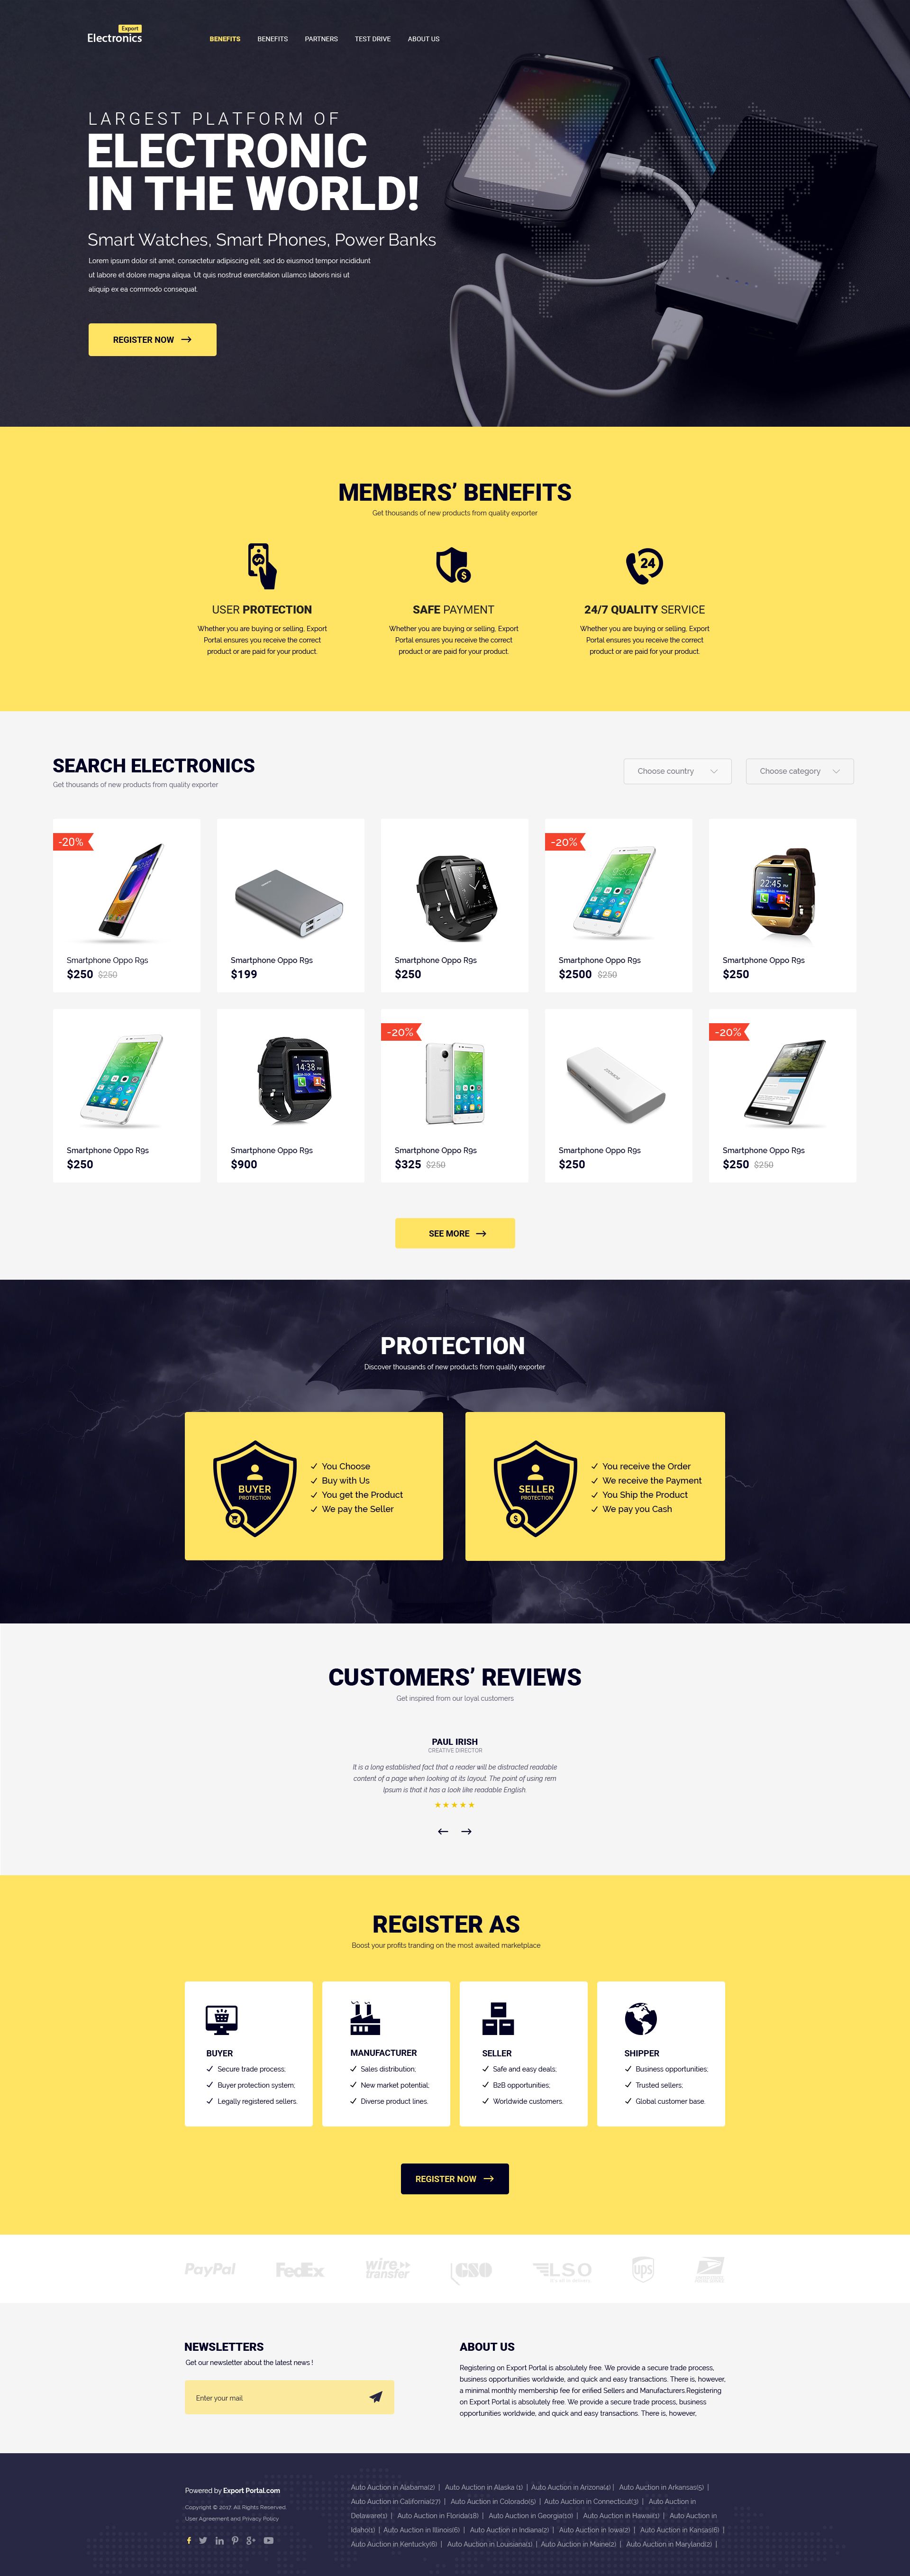 Export
Electronics
BENEFITS BENEFITS PARTNERS TEST DRIVE ABOUT US
LARGEST PLATFORM OF
ELECTRONIC
IN THE WORLD!
Smart Watches, Smart Phones, Power Banks
Lorem ipsum dolor sit amet, consectetur adipiscing elit, sed do eiusmod tempor incididunt
ut labore et dolore magna aliqua. Ut quis nostrud exercitation ullamco laboris nisi ut
aliquip ex ea commodo consequat.
REGISTER NOW
MEMBERS’ BENEFITS
Get thousands of new products from quality exporter
24
USER PROTECTION
Whether you are buying or selling, Export
Portal ensures you receive the correct
product or are paid for your product.
SAFE PAYMENT
Whether you are buying or selling, Export
Portal ensures you receive the correct
product or are paid for your product.
24/7 QUALITY SERVICE
Whether you are buying or selling, Export
Portal ensures you receive the correct
product or are paid for your product.
SEARCH ELECTRONICS
Get thousands of new products from quality exporter
Choose country
Choose category
-20%
Smartphone Oppo R9s
$250 $250
Smartphone Oppo R9s
$199
Smartphone Oppo R9s
$250
-20%
Smartphone Oppo R9s
$2500 $250
22:45
Smartphone Oppo R9s
$250
Smartphone Oppo R9s
$250
14:38
Smartphone Oppo R9s
$900
-20%
Smartphone Oppo R9s
$325 $250
Smartphone Oppo R9s
$250
-20%
Smartphone Oppo R9s
$250 $250
SEE MORE
PROTECTION
Discover thousands of new products from quality exporter
BUYER
PROTECTION
You Choose
Buy with Us
You get the Product
We pay the Seller
SELLER
PROTECTION
You receive the Order
We receive the Payment
You Ship the Product
We pay you Cash
CUSTOMERS’ REVIEWS
Get inspired from our loyal customers
PAUL IRISH
CREATIVE DIRECTOR
It is a long established fact that a reader will be distracted readable
content of a page when looking at its layout. The point of using rem
Ipsum is that it has a look like readable English.
REGISTER AS
Boost your profits tranding on the most awaited marketplace
BUYER
Secure trade process;
Buyer protection system;
Legally registered sellers.
MANUFACTURER
Sales distribution;
New market potential;
Diverse product lines.
SELLER
Safe and easy deals;
B2B opportunities;
Worldwide customers.
SHIPPER
Business opportunities;
Trusted sellers;
Global customer base.
REGISTER NOW
PayPal
FedEx
wire
transfer
GSO
LSO
ups
NEWSLETTERS
Get our newsletter about the latest news !
Enter your mail
ABOUT US
Registering on Export Portal is absolutely free. We provide a secure trade process,
business opportunities worldwide, and quick and easy transactions. There is, however,
a minimal monthly membership fee for erified Sellers and Manufacturers.Registering
on Export Portal is absolutely free. We provide a secure trade process, business
opportunities worldwide, and quick and easy transactions. There is, however,
Powered by Export Portal.com
Copyright © 2017. All Rights Reserved
User Agreement and Privacy Policy
Auto Auction in Alabama(2) | Auto Auction in Alaska (1) | Auto Auction in Arizona(4) | Auto Auction in Arkansas(5) |
Auto Auction in California(27) | Auto Auction in Colorado(5) | Auto Auction in Connecticut(3) | Auto Auction in
Delaware(1) | Auto Auction in Florida(18) | Auto Auction in Georgia(10) | Auto Auction in Hawaii(1) | Auto Auction in
Idaho(1) | Auto Auction in Illinois(6) | Auto Auction in Indiana(2) | Auto Auction in Iowa(2) | Auto Auction in Kansas(6) |
Auto Auction in Kentucky(6) | Auto Auction in Louisiana(1) | Auto Auction in Maine(2) | Auto Auction in Maryland(2) |